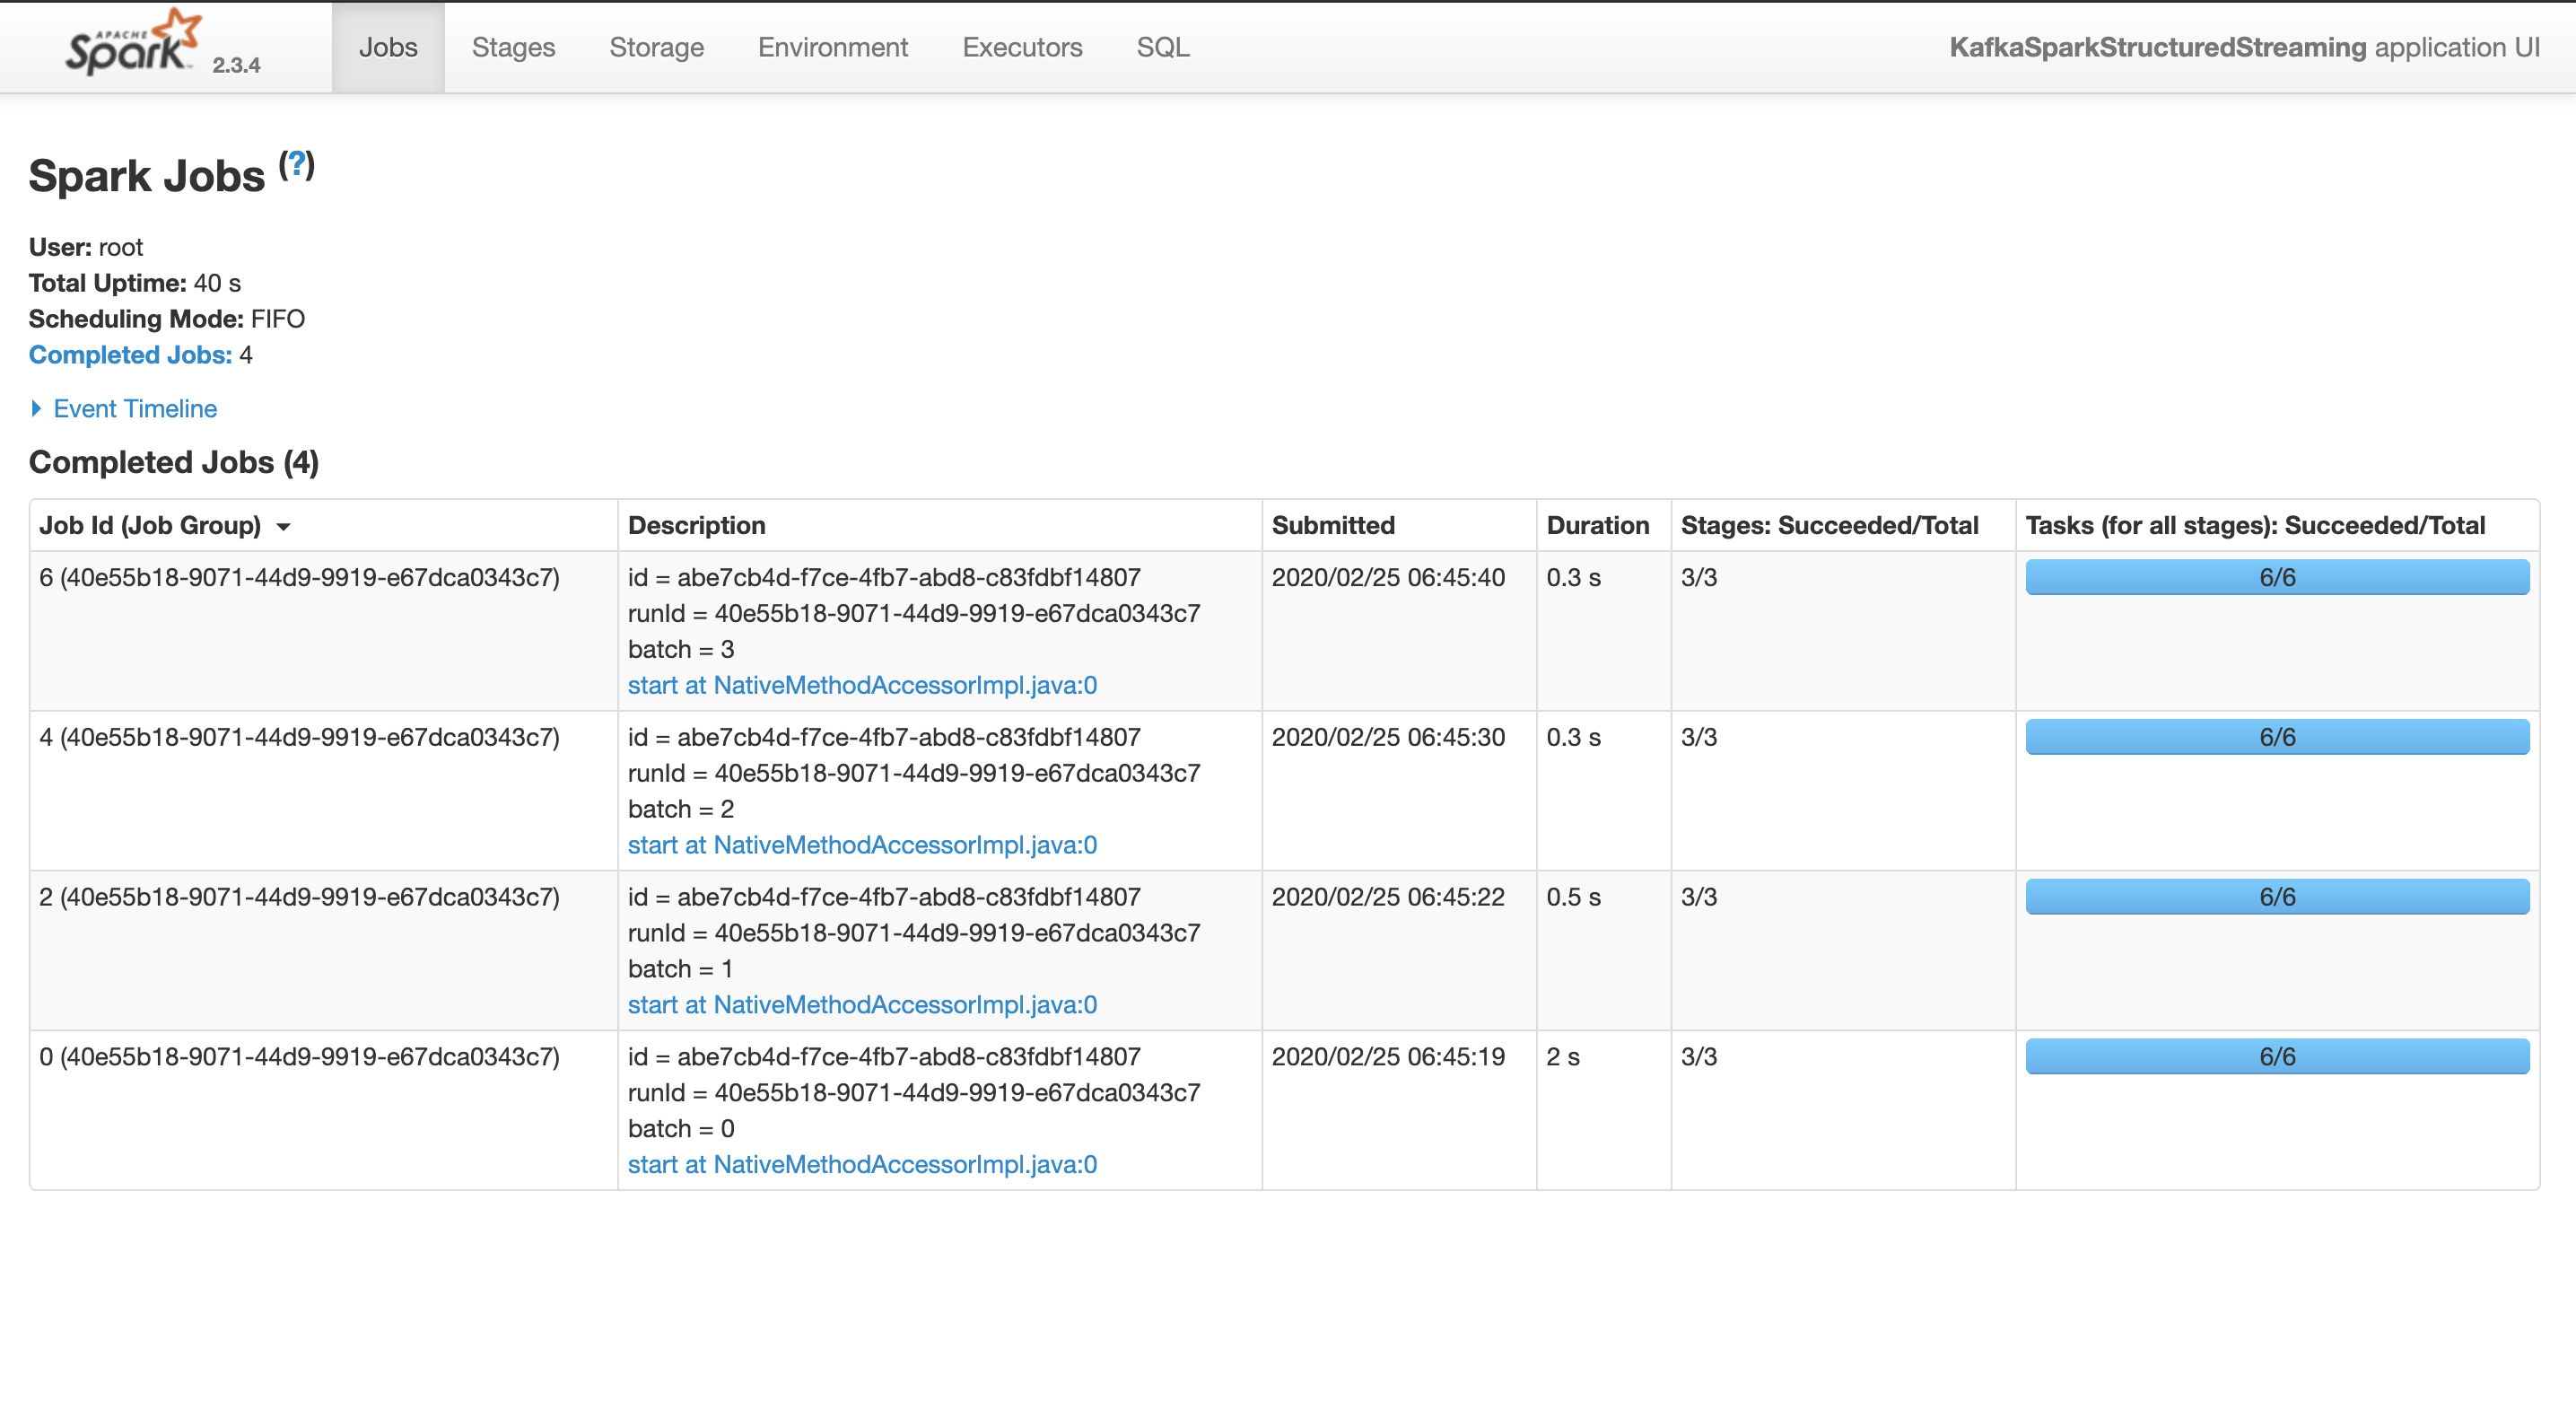 APACHE
Spark 2.3.4 Jobs Stages Storage Environment Executors SQL KafkaSparkStructuredStreaming application UI
Spark Jobs (?)
User: root
Total Uptime: 40 s
Scheduling Mode: FIFO
Completed Jobs: 4
Event Timeline
Completed Jobs (4)
Job Id (Job Group) Description Submitted Duration Stages: Succeeded/Total Tasks (for all stages): Succeeded/Total
6 (40e55b18-9071-44d9-9919-e67dca0343c7) id = abe7cb4d-f7ce-4fb7-abd8-c83fdbf14807 2020/02/25 06:45:40 0.3 s 3/3 6/6
runId = 40e55b18-9071-44d9-9919-e67dca0343c7
batch = 3
start at NativeMethodAccessorImpl.java:0
4 (40e55b18-9071-44d9-9919-e67dca0343c7) id = abe7cb4d-f7ce-4fb7-abd8-c83fdbf14807 2020/02/25 06:45:30 0.3 s 3/3 6/6
runId = 40e55b18-9071-44d9-9919-e67dca0343c7
batch = 2
start at NativeMethodAccessorImpl.java:0
2 (40e55b18-9071-44d9-9919-e67dca0343c7) id = abe7cb4d-f7ce-4fb7-abd8-c83fdbf14807 2020/02/25 06:45:22 0.5 s 3/3 6/6
runId = 40e55b18-9071-44d9-9919-e67dca0343c7
batch = 1
start at NativeMethodAccessorImpl.java:0
0 (40e55b18-9071-44d9-9919-e67dca0343c7) id = abe7cb4d-f7ce-4fb7-abd8-c83fdbf14807 2020/02/25 06:45:19 2 s 3/3 6/6
runId = 40e55b18-9071-44d9-9919-e67dca0343c7
batch = 0
start at NativeMethodAccessorImpl.java:0